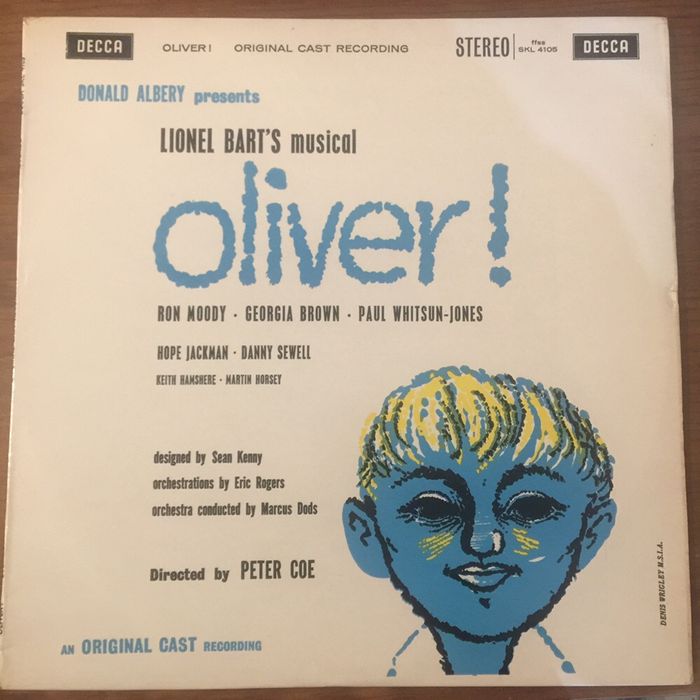 DECCA OLIVER! ORIGINAL CAST RECORDING STEREO ffss SKL 4105 DECCA
DONALD ALBERY presents
LIONEL BART'S musical
oliver!
RON MOODY · GEORGIA BROWN · PAUL WHITSUN-JONES
HOPE JACKMAN · DANNY SEWELL
KEITH HAMSHERE · MARTIN HORSEY
designed by Sean Kenny
orchestrations by Eric Rogers
orchestra conducted by Marcus Dods
Directed by PETER COE
AN ORIGINAL CAST RECORDING
DENIS WRIGLEY M.S.I.A.